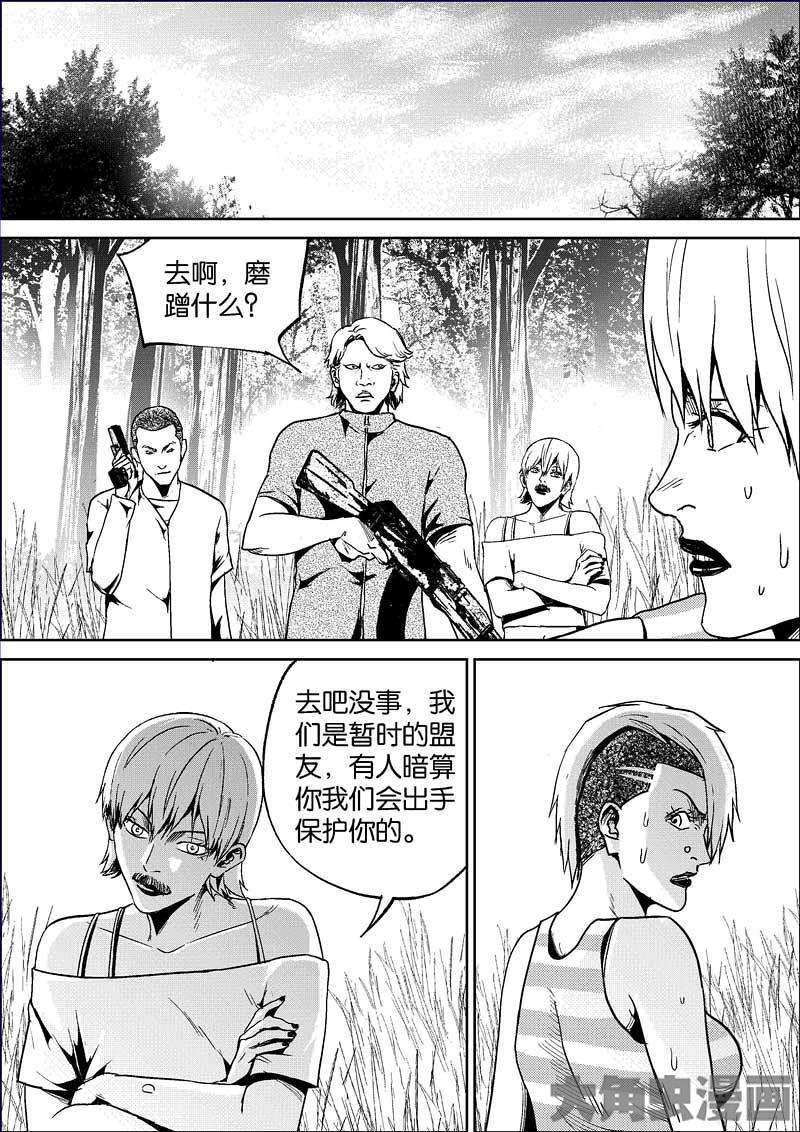 去啊，磨
蹭什么？
去吧没事，我
们是暂时的盟
友，有人暗算
你我们会出手
保护你的。
大角虫漫画